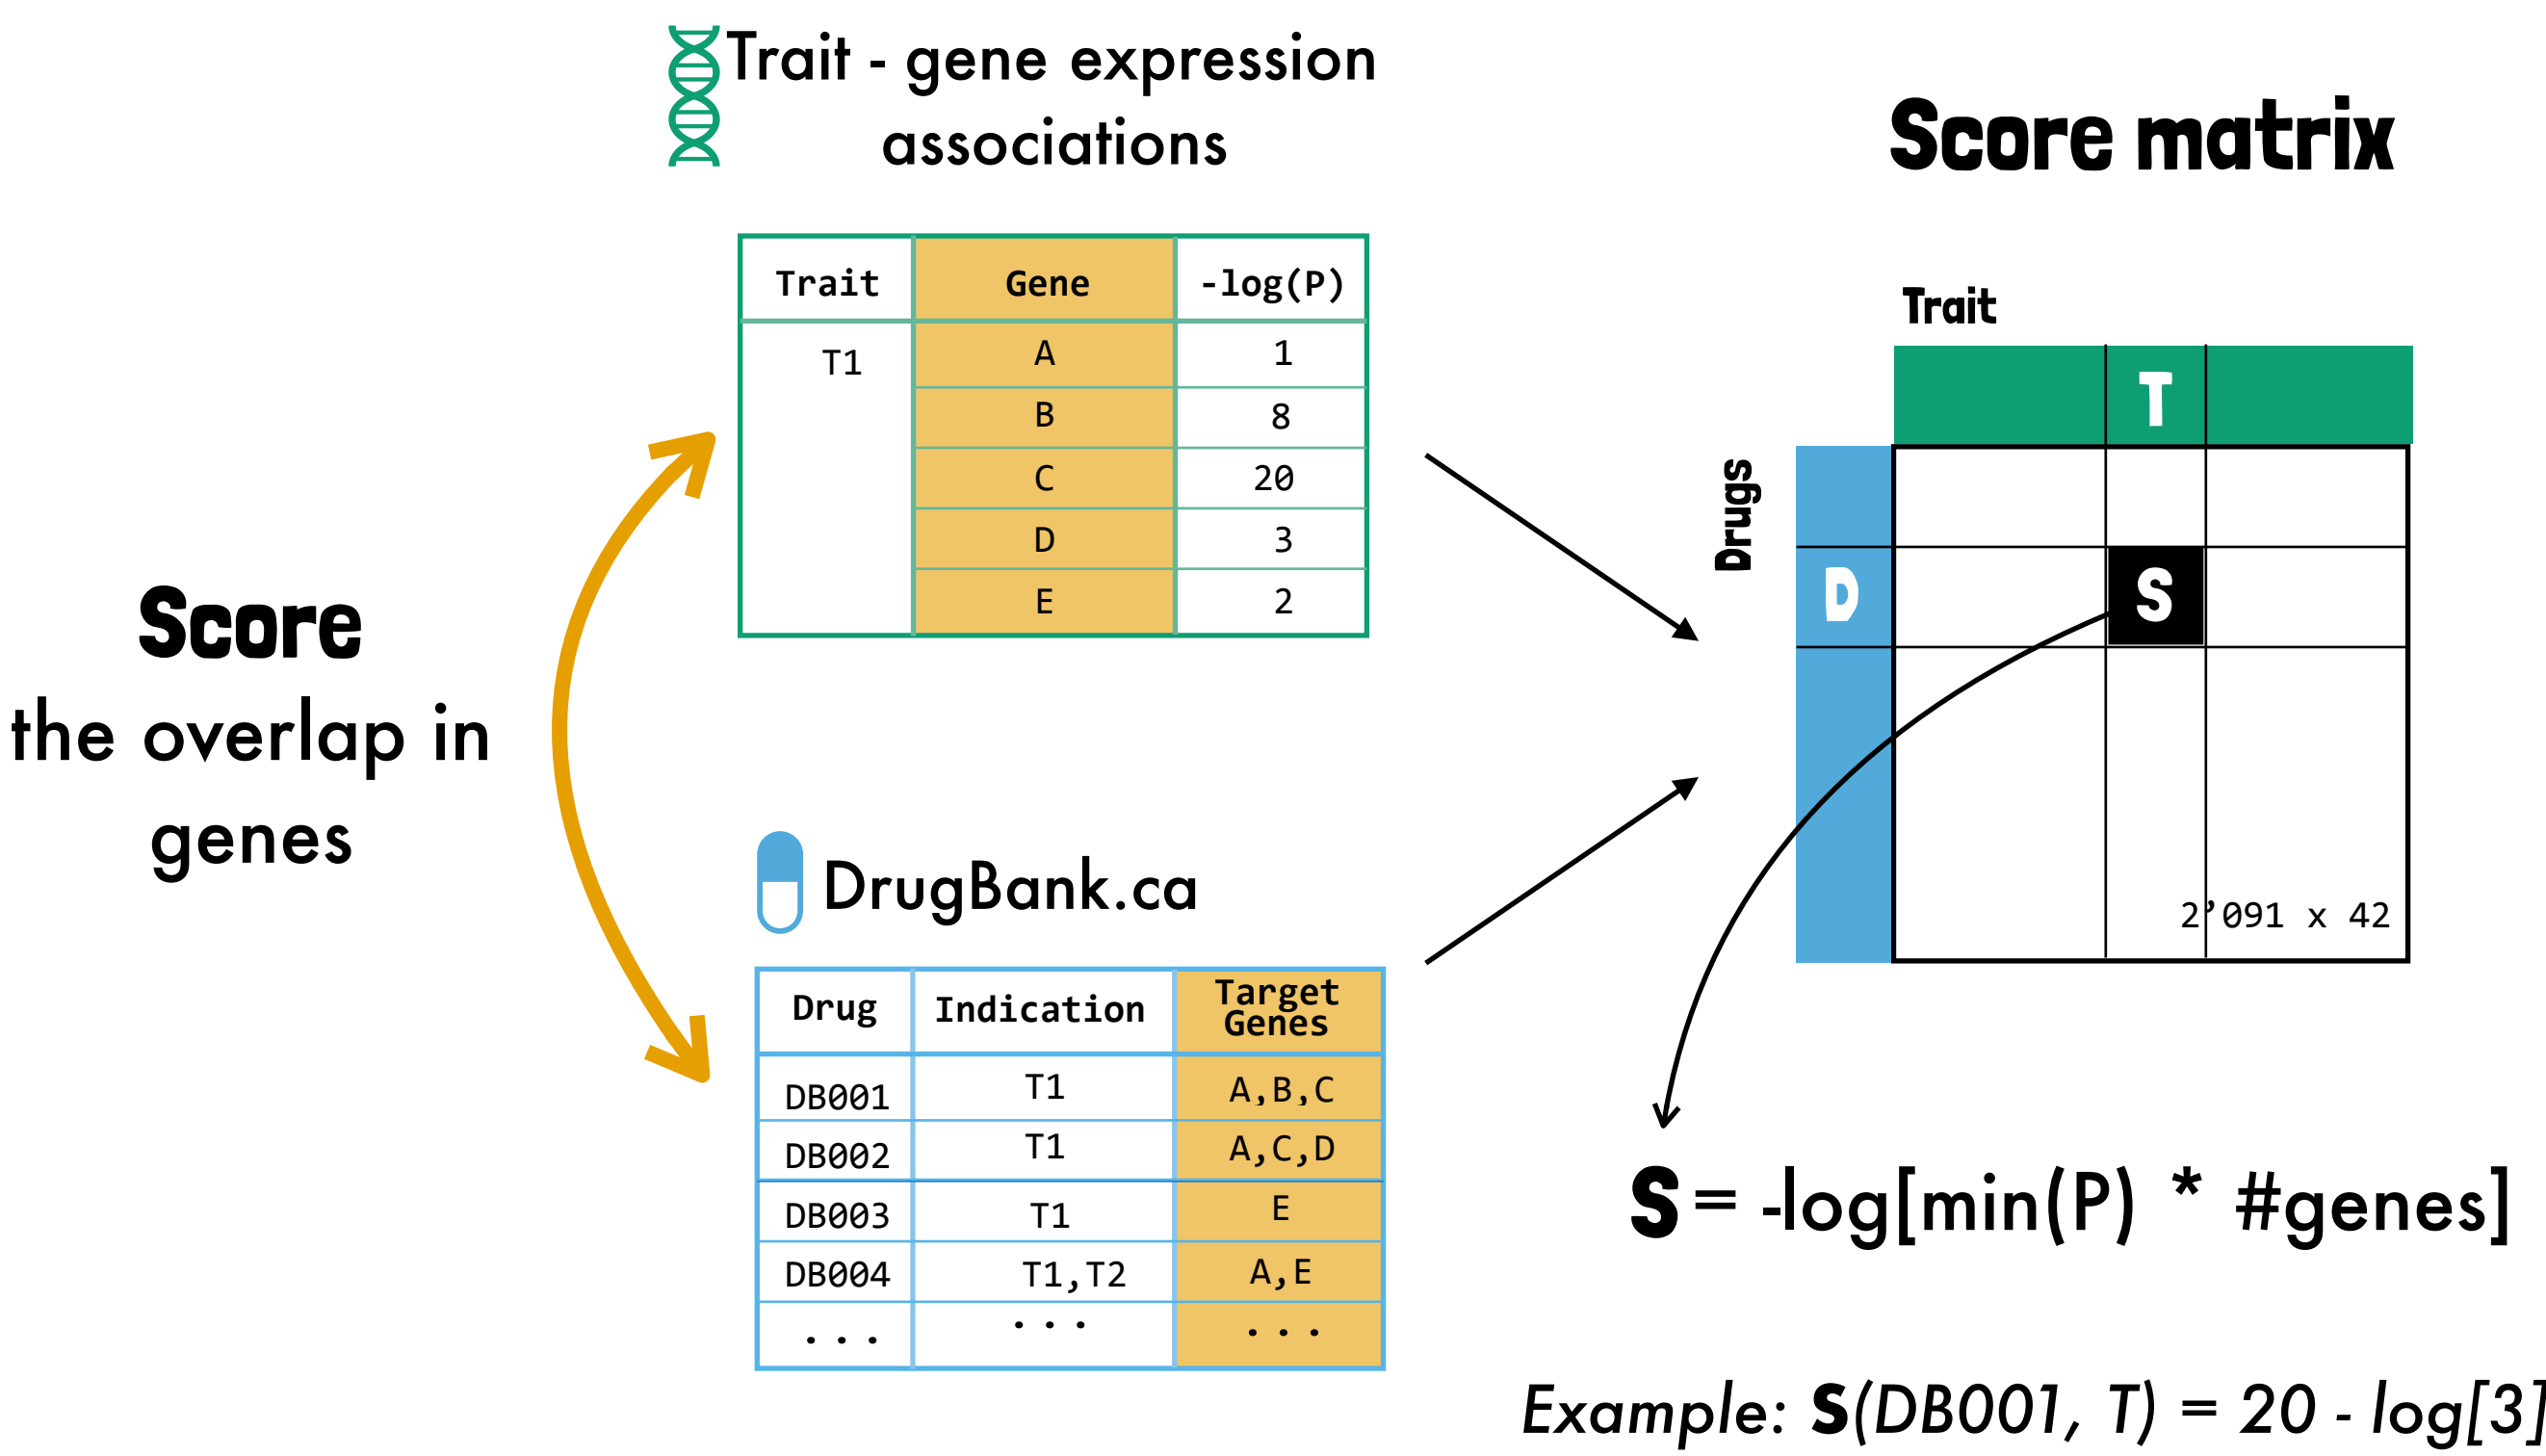 Trait - gene expression
associations
Trait Gene -log(P)
T1 A 1
B 8
C 20
D 3
E 2
Score
the overlap in
genes
DrugBank.ca
Drug Indication Target Genes
DB001 T1 A,B,C
DB002 T1 A,C,D
DB003 T1 E
DB004 T1,T2 A,E
... ... ...
Score matrix
Trait
T
Drugs
D S
2’091 x 42
S = -log[min(P) * #genes]
Example: S(DB001, T) = 20 - log[3]